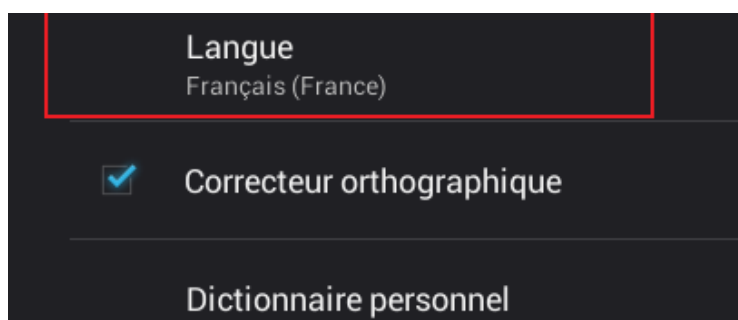 Langue
Français (France)
Correcteur orthographique
Dictionnaire personnel